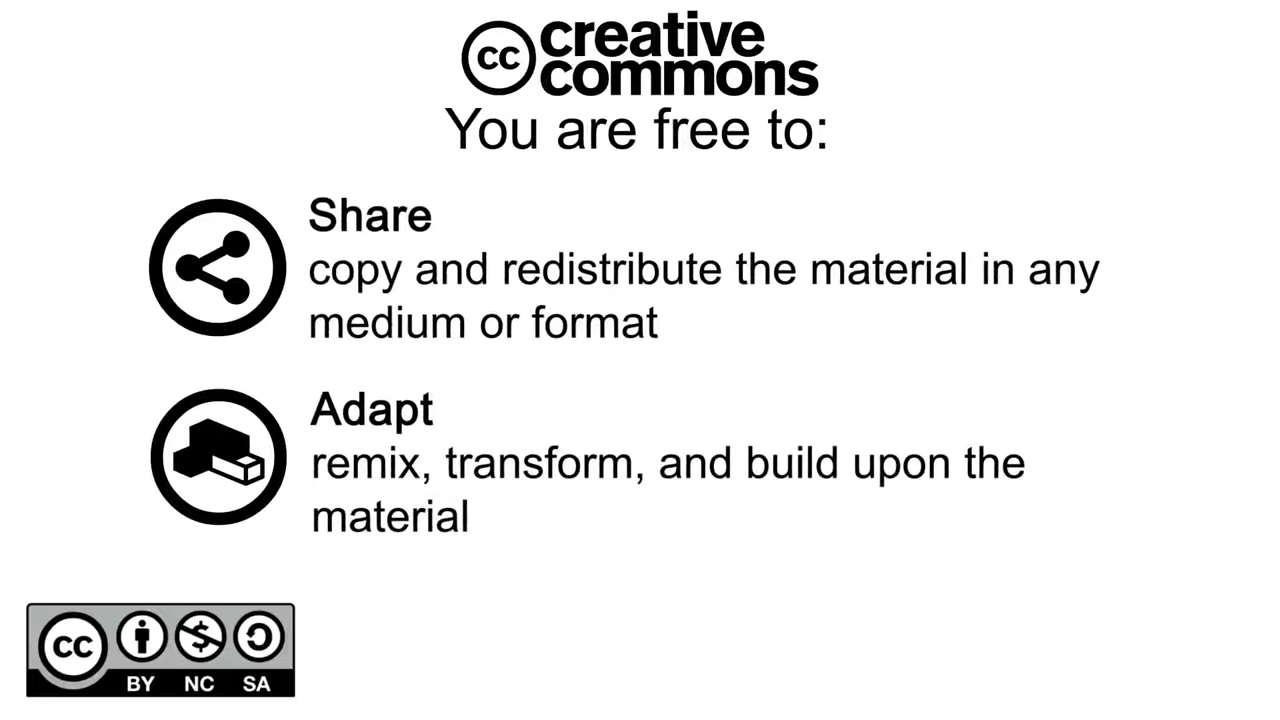 cc creative
commons
You are free to:
Share
copy and redistribute the material in any
medium or format
Adapt
remix, transform, and build upon the
material
cc
BY NC SA